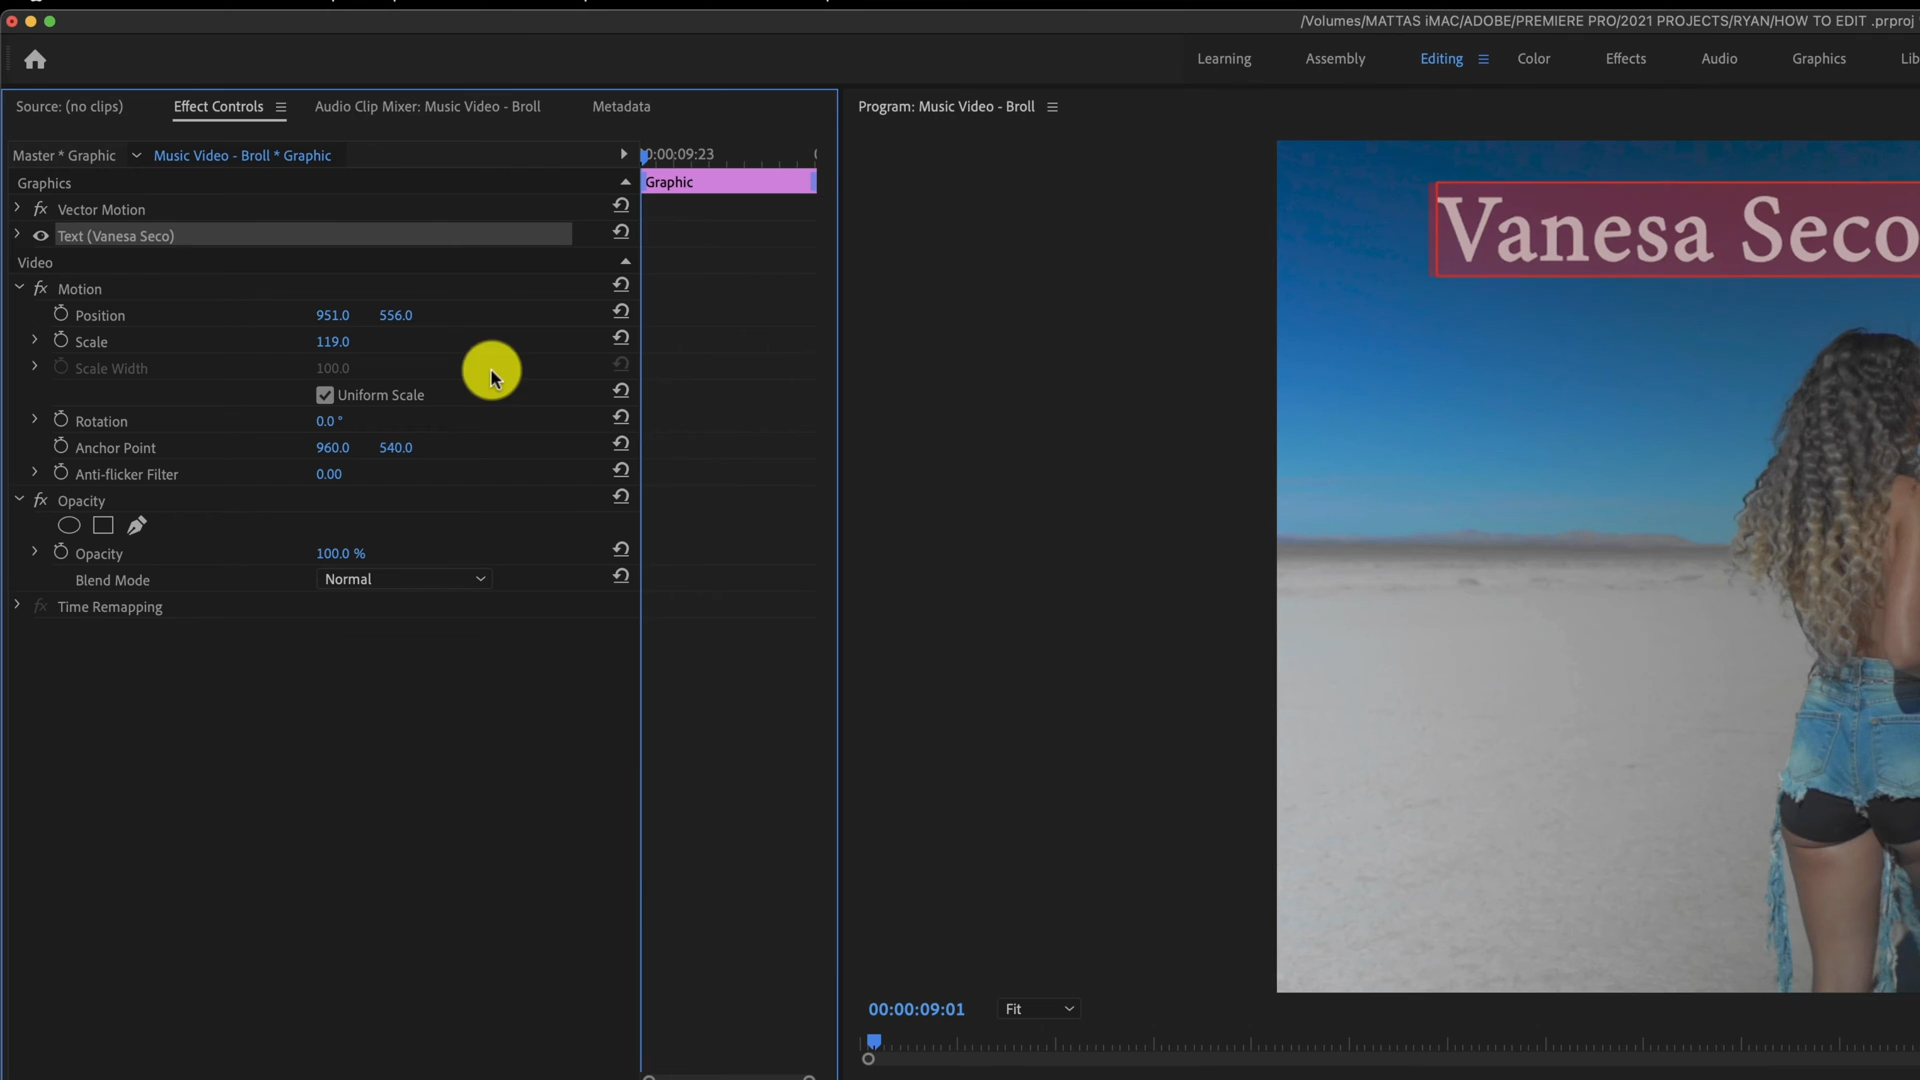 /Volumes/MATTAS iMAC/ADOBE/PREMIERE PRO/2021 PROJECTS/RYAN/HOW TO EDIT .prproj
Learning Assembly Editing Color Effects Audio Graphics
Source: (no clips) Effect Controls Audio Clip Mixer: Music Video - Broll Metadata
Program: Music Video - Broll
Master * Graphic Music Video - Broll * Graphic
0:00:09:23
Graphics
Graphic
fx Vector Motion
Text (Vanesa Seco)
Video
fx Motion
Position 951.0 556.0
Scale 119.0
Scale Width 100.0
Uniform Scale
Rotation 0.0 °
Anchor Point 960.0 540.0
Anti-flicker Filter 0.00
fx Opacity
Opacity 100.0 %
Blend Mode Normal
fx Time Remapping
Vanesa Seco
00:00:09:01 Fit